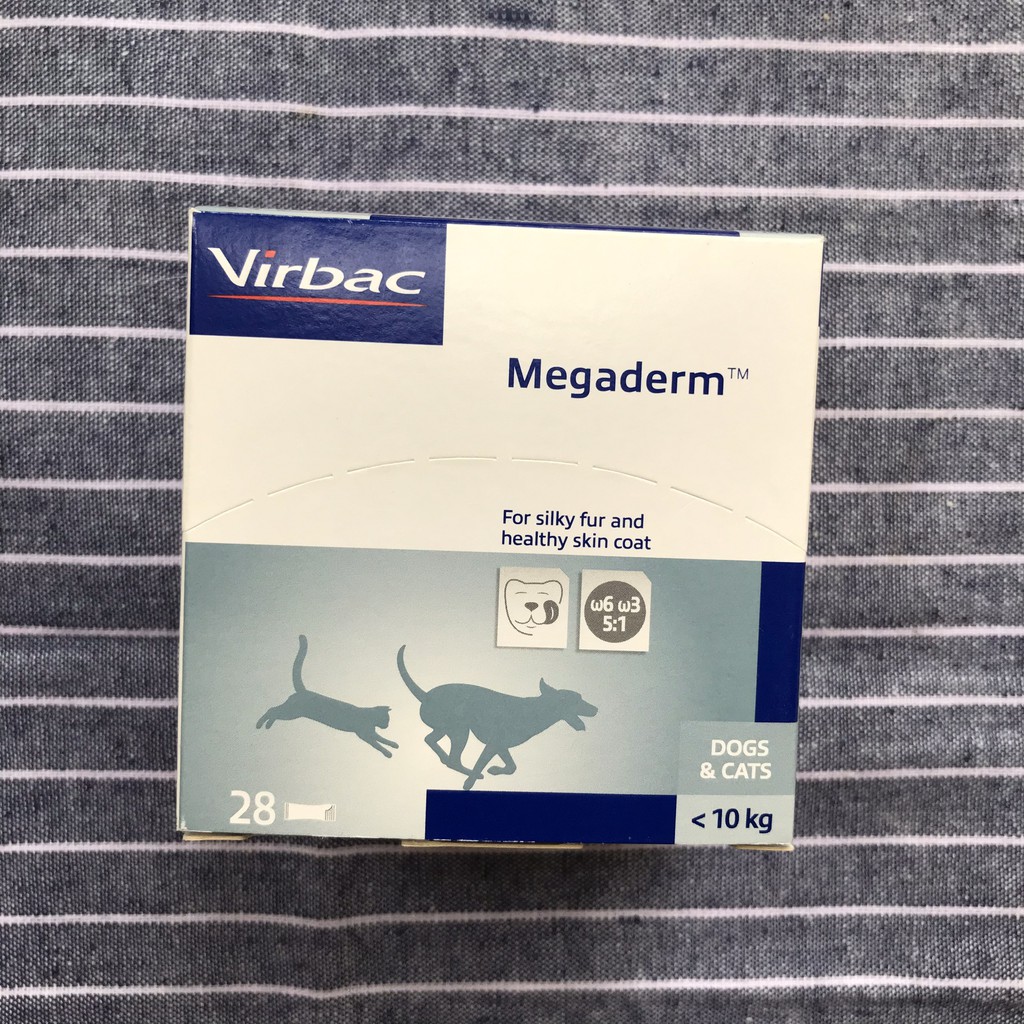 Virbac
Megaderm™
For silky fur and
healthy skin coat
ω6 ω3
5:1
DOGS
& CATS
28
< 10 kg